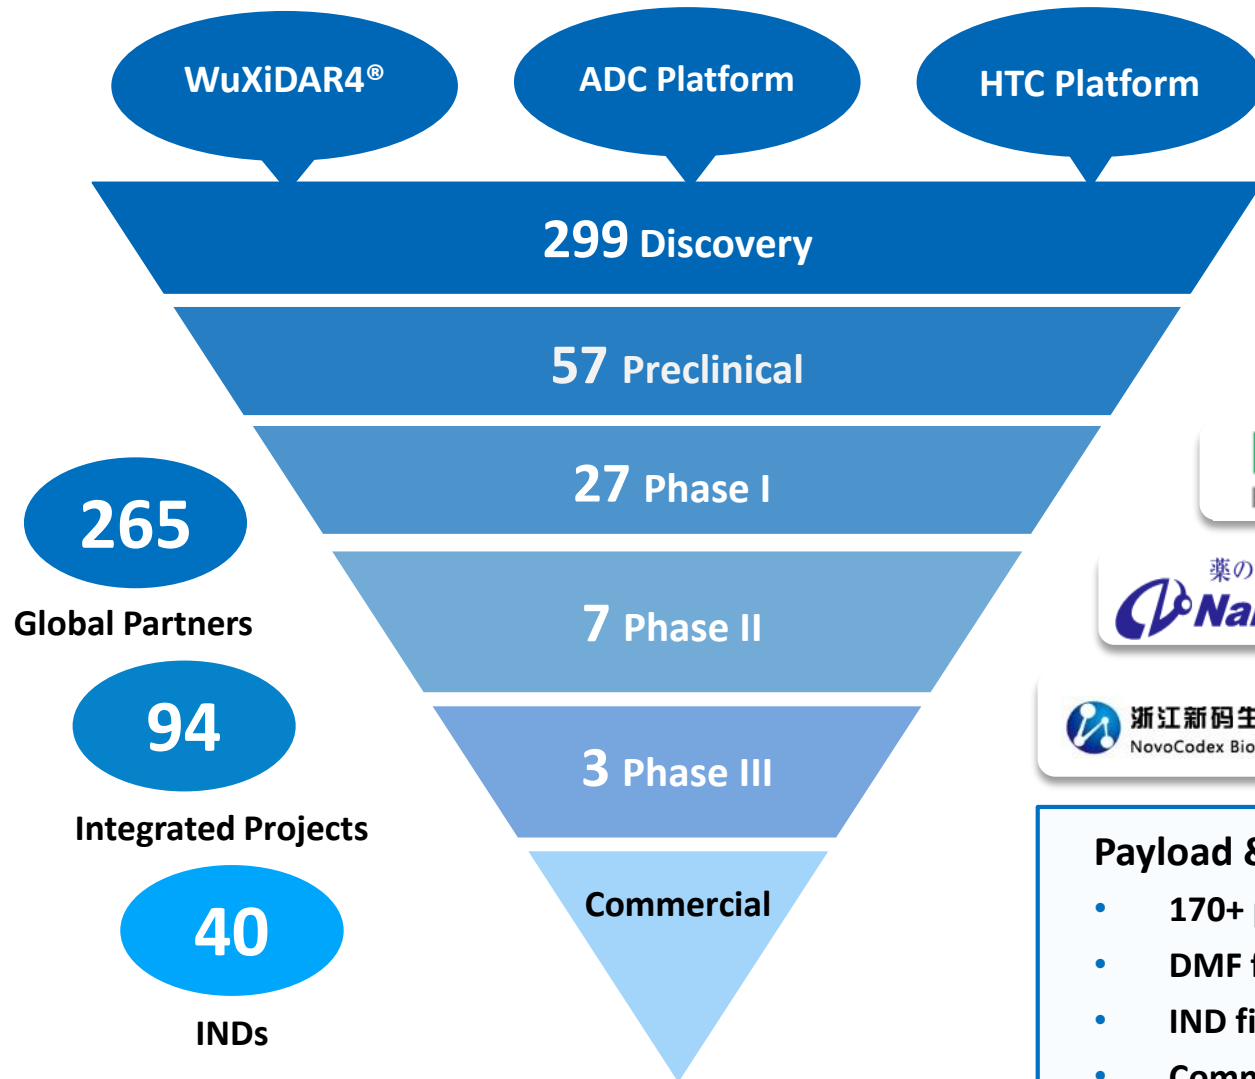 WuXiDAR4®
ADC Platform
HTC Platform
299 Discovery
57 Preclinical
27 Phase I
7 Phase II
3 Phase III
Commercial
265
Global Partners
94
Integrated Projects
40
INDs
薬の
浙江新码生
NovoCodex Bio
Payload &
• 170+
• DMF
• IND